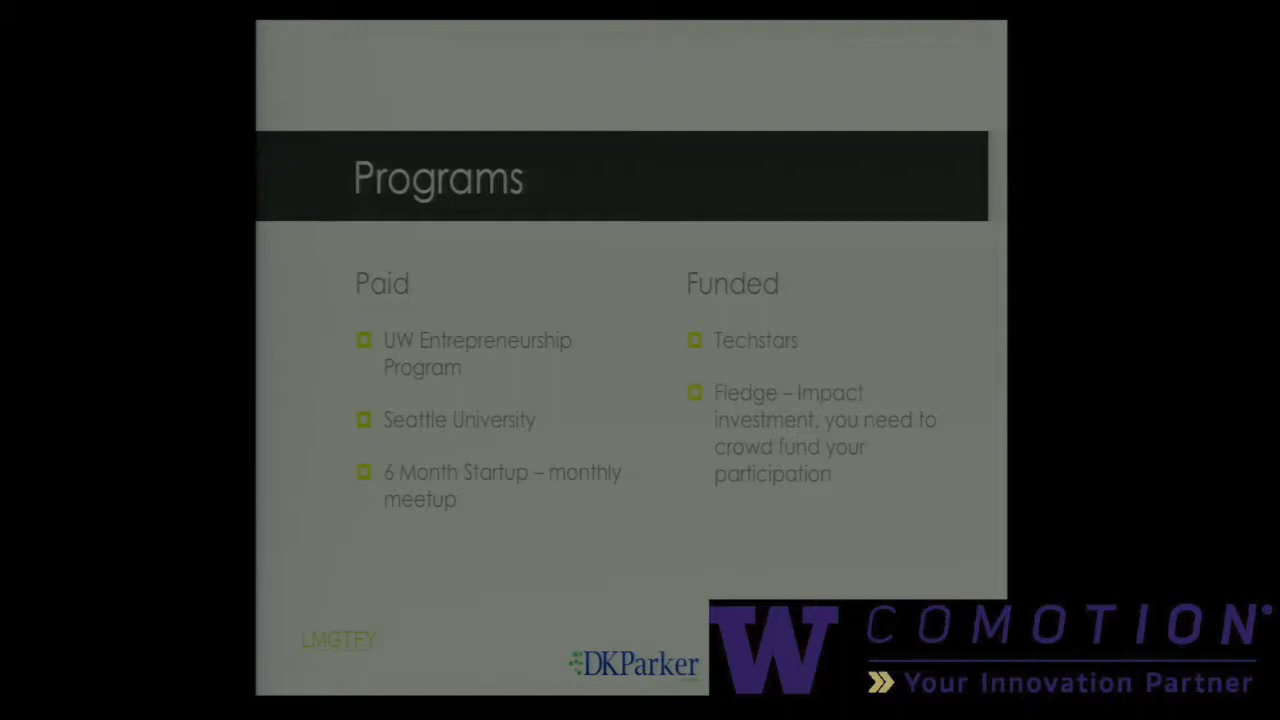 Programs
Paid
UW Entrepreneurship
Program
Seattle University
6 Month Startup – monthly
meetup
Funded
Techstars
Fledge – Impact
investment, you need to
crowd fund your
participation
LMGTFY
DKParker
W COMOTION
Your Innovation Partner